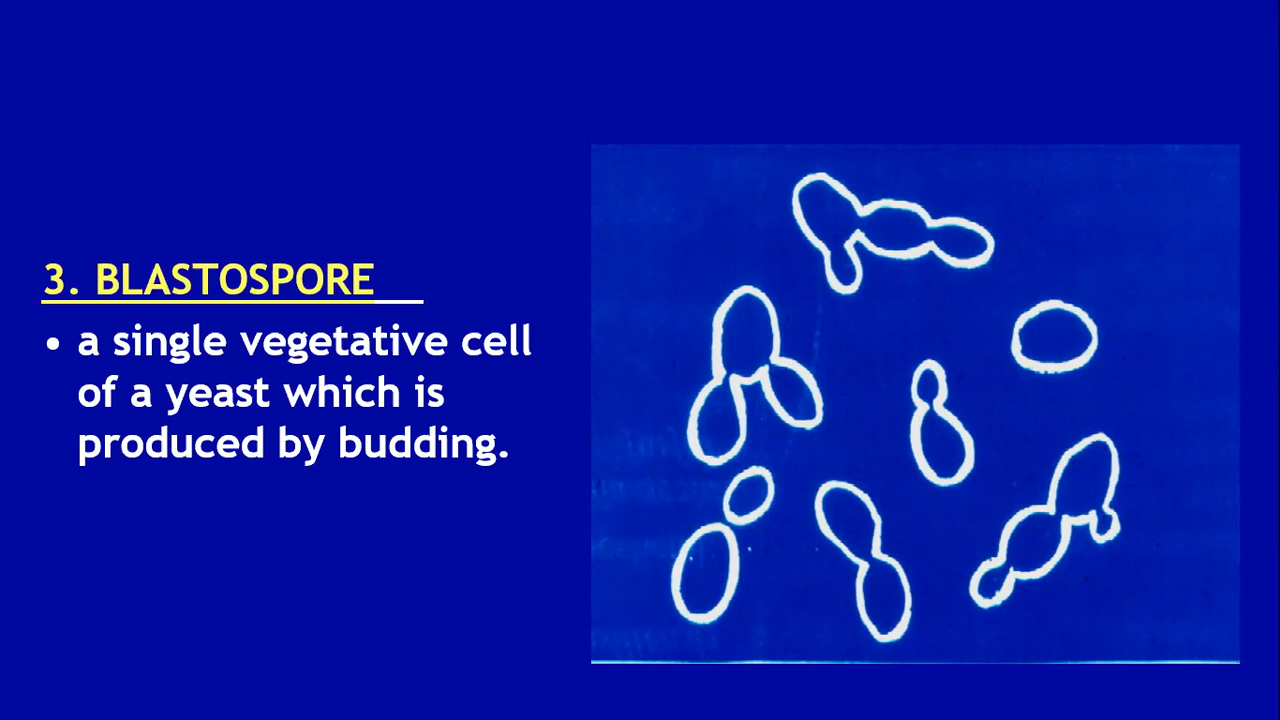 3. BLASTOSPORE
• a single vegetative cell
of a yeast which is
produced by budding.